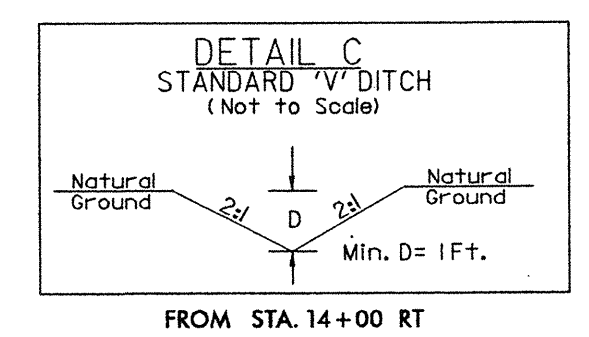 DETAIL C
STANDARD 'V' DITCH
(Not to Scale)
Natural
Ground
Natural
Ground
2:1
D
2:1
Min. D= 1Ft.
FROM STA. 14+00 RT